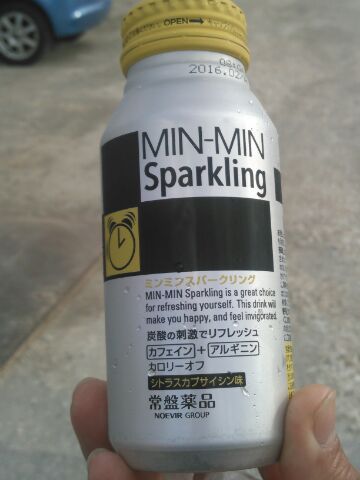 OPEN
2016.02
MIN-MIN
Sparkling
ミンミンスパークリング
MIN-MIN Sparkling is a great choice
for refreshing yourself. This drink will
make you happy, and feel invigorated.
炭酸の刺激でリフレッシュ
カフェイン+アルギニン
カロリーオフ
シトラスカプサイシン味
常盤薬品
NOEVIR GROUP